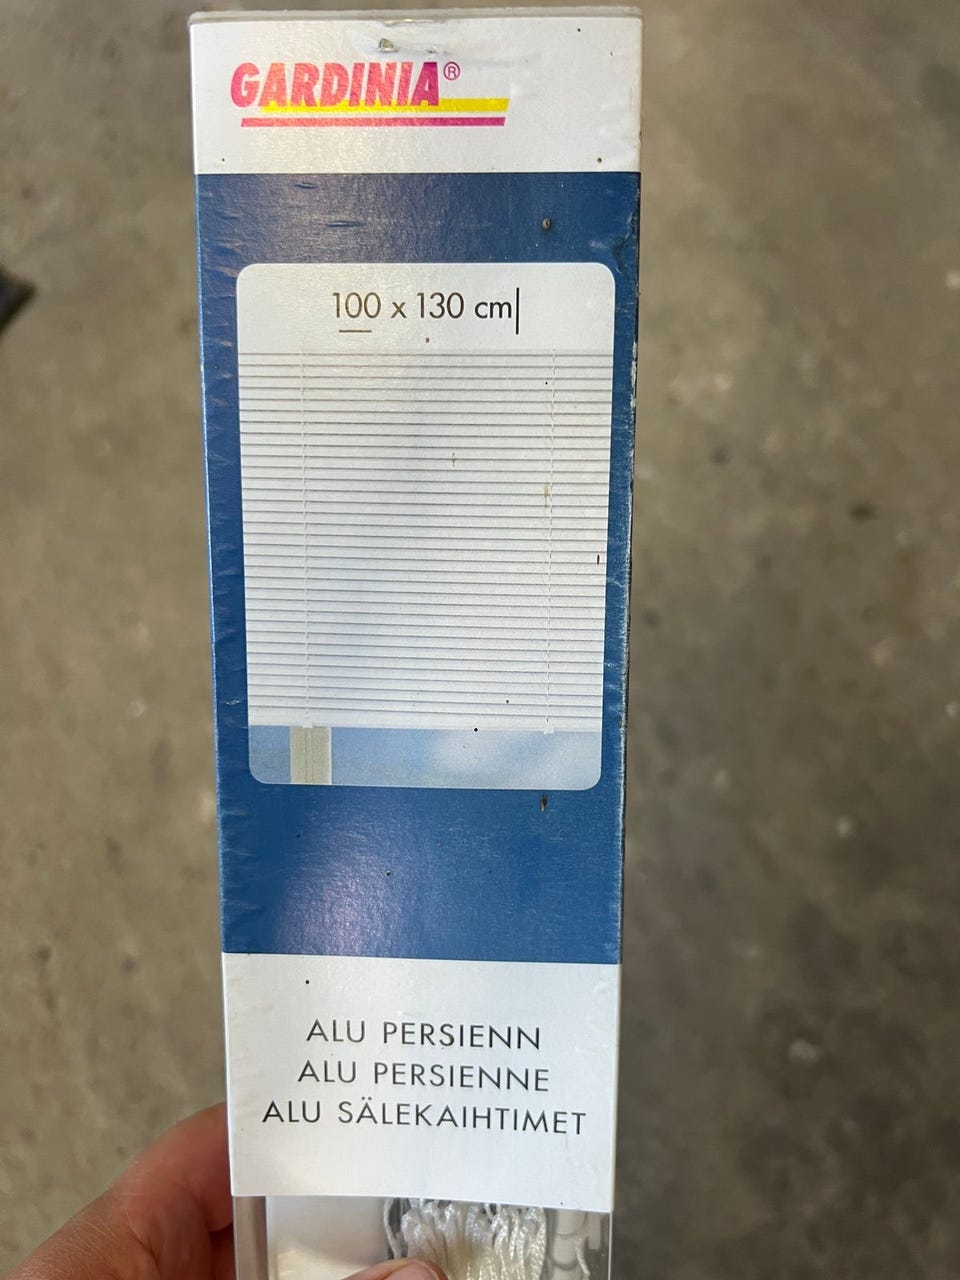 GARDINIA®
100 x 130 cm
ALU PERSIENN
ALU PERSIENNE
ALU SÄLEKAIHTIMET